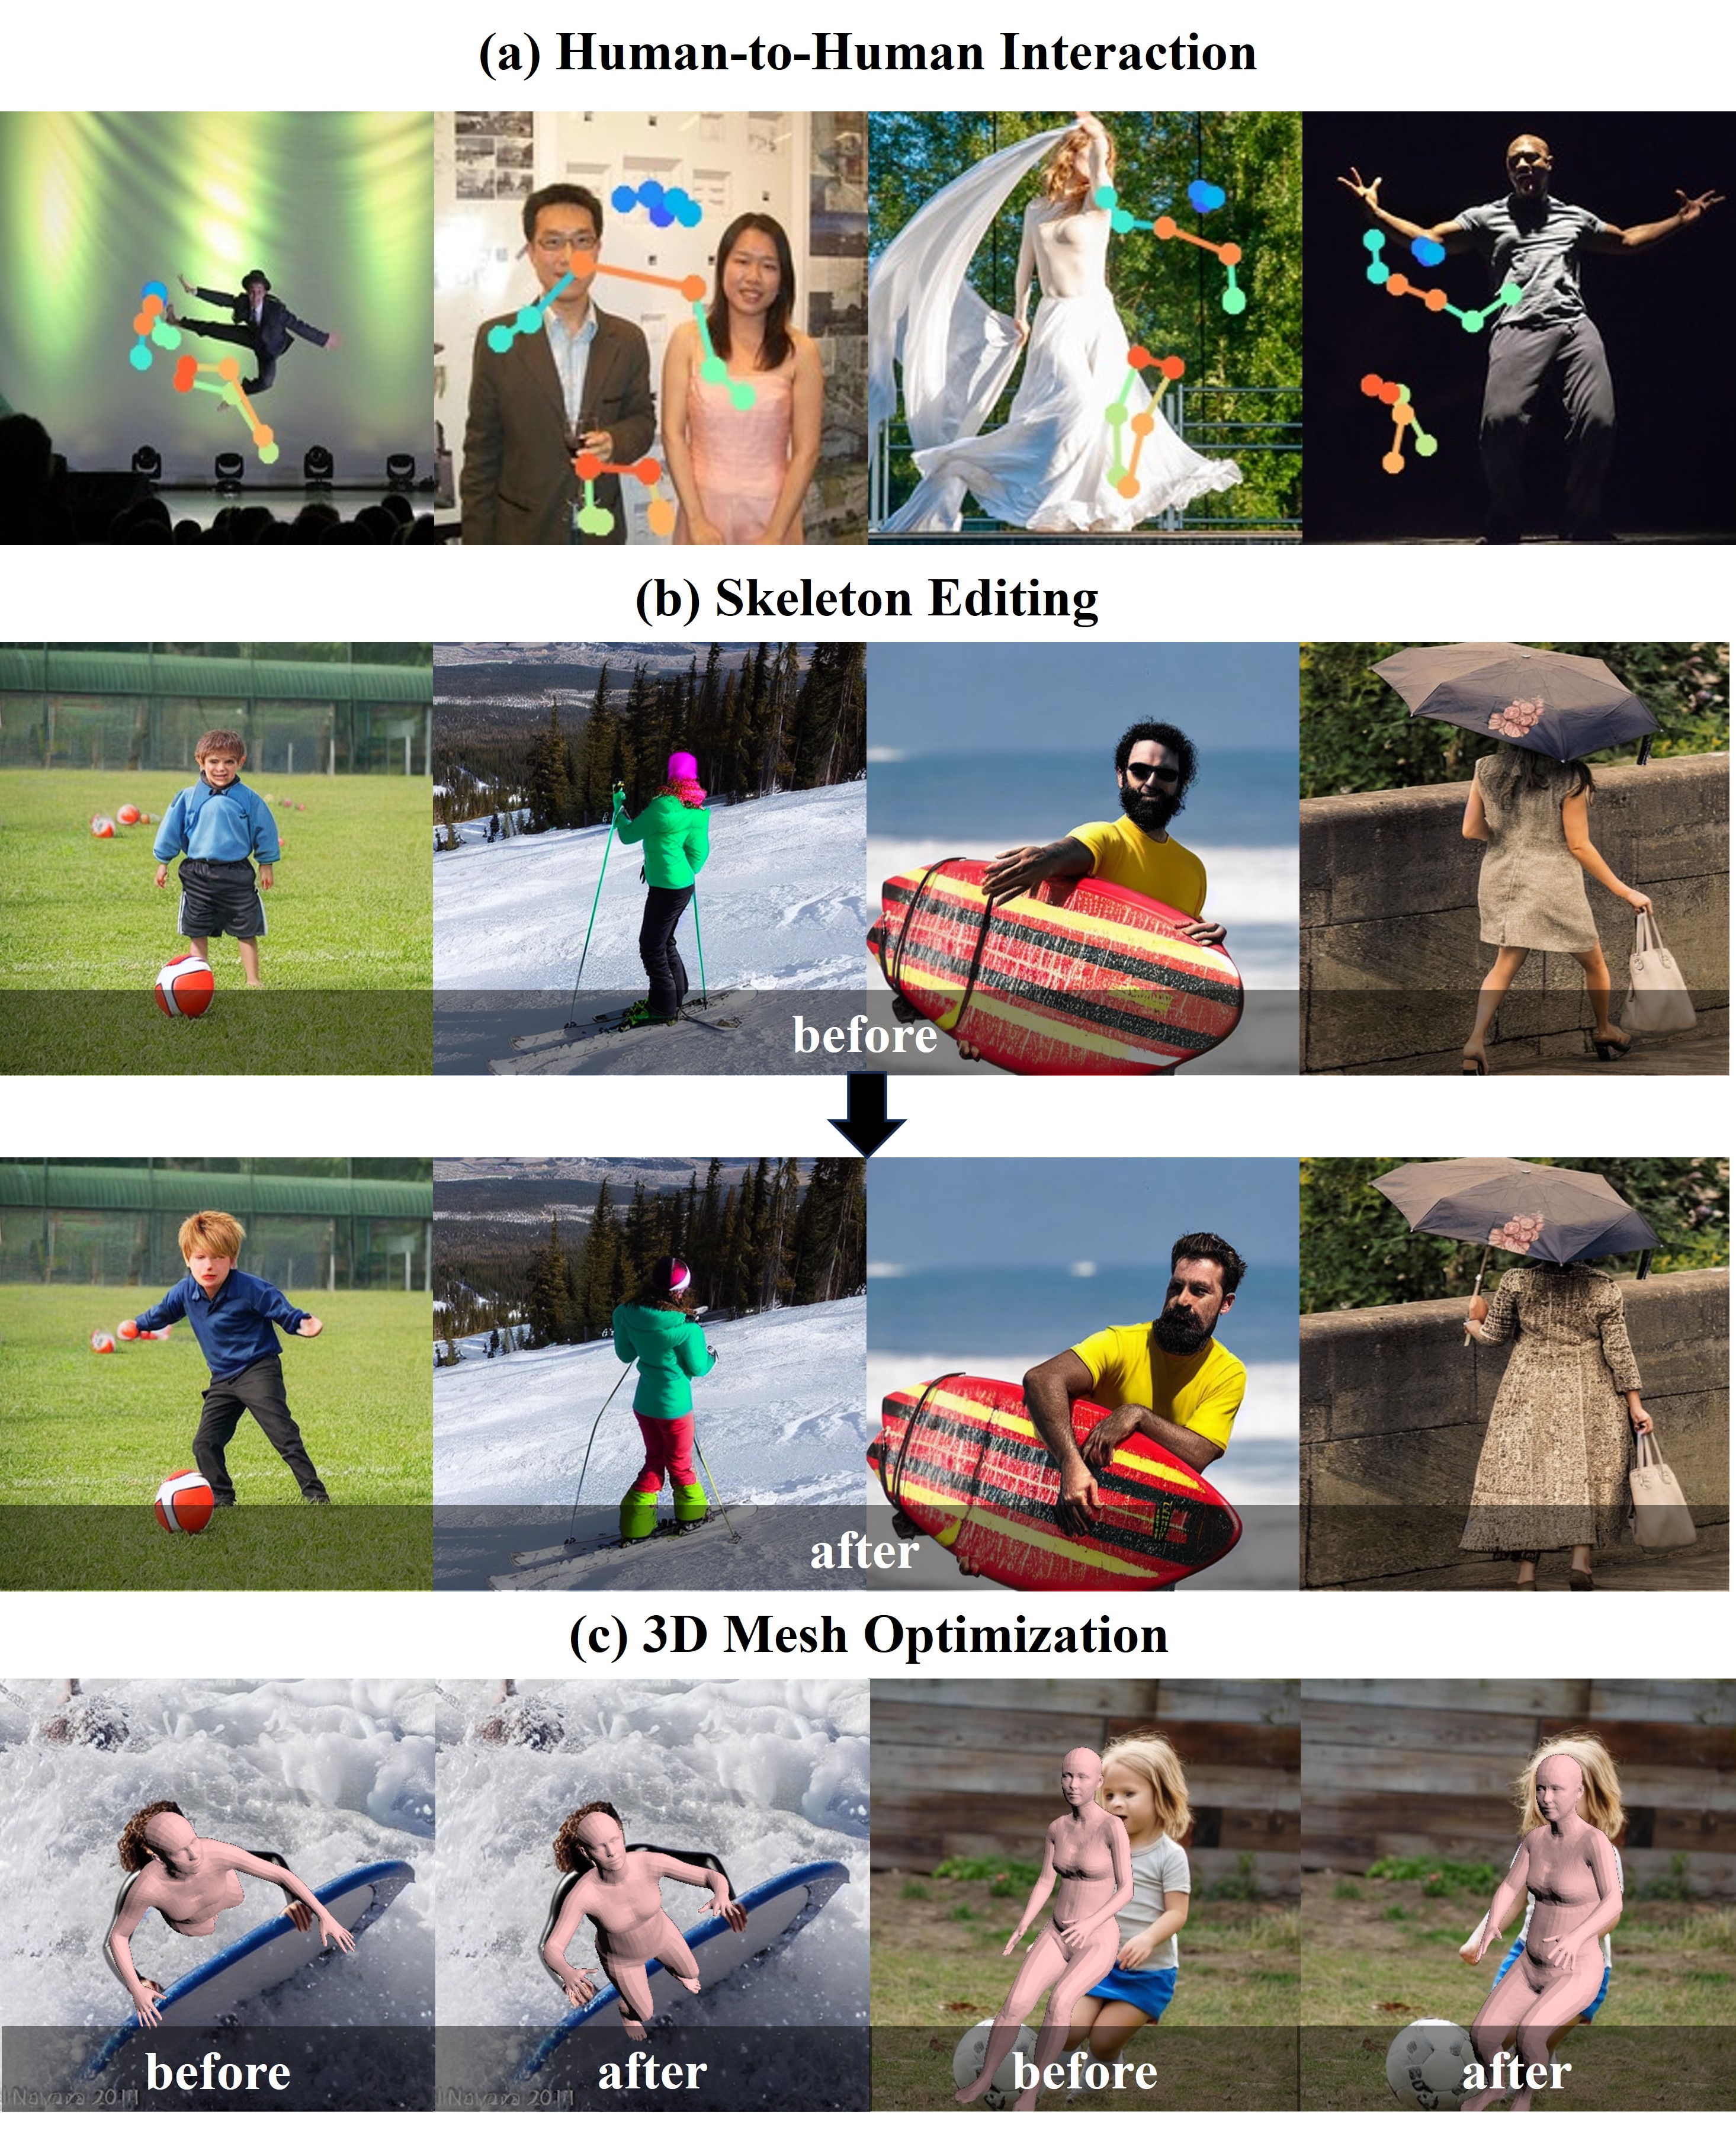 (a) Human-to-Human Interaction
(b) Skeleton Editing
before
after
(c) 3D Mesh Optimization
before
after
before
after